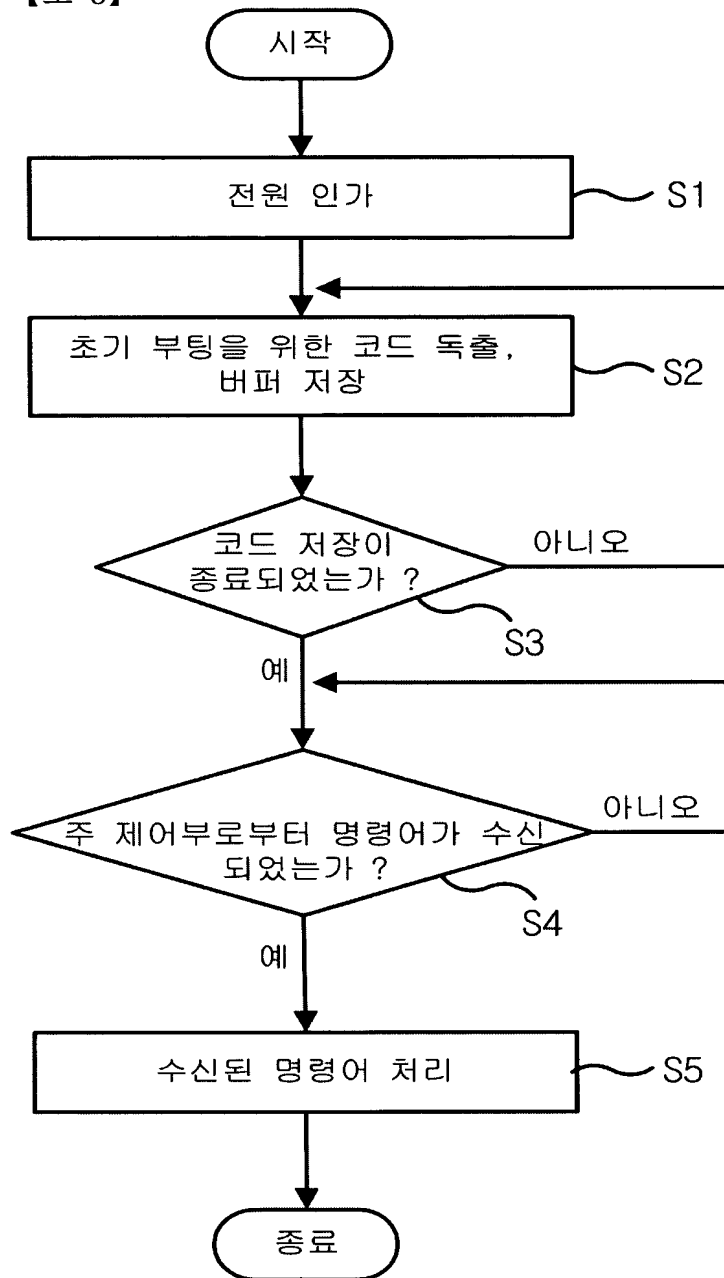 시작
전원 인가
S1
초기 부팅을 위한 코드 독출,
버퍼 저장
S2
코드 저장이
종료되었는가 ?
아니오
S3
예
주 제어부로부터 명령어가 수신
되었는가 ?
아니오
S4
예
수신된 명령어 처리
S5
종료